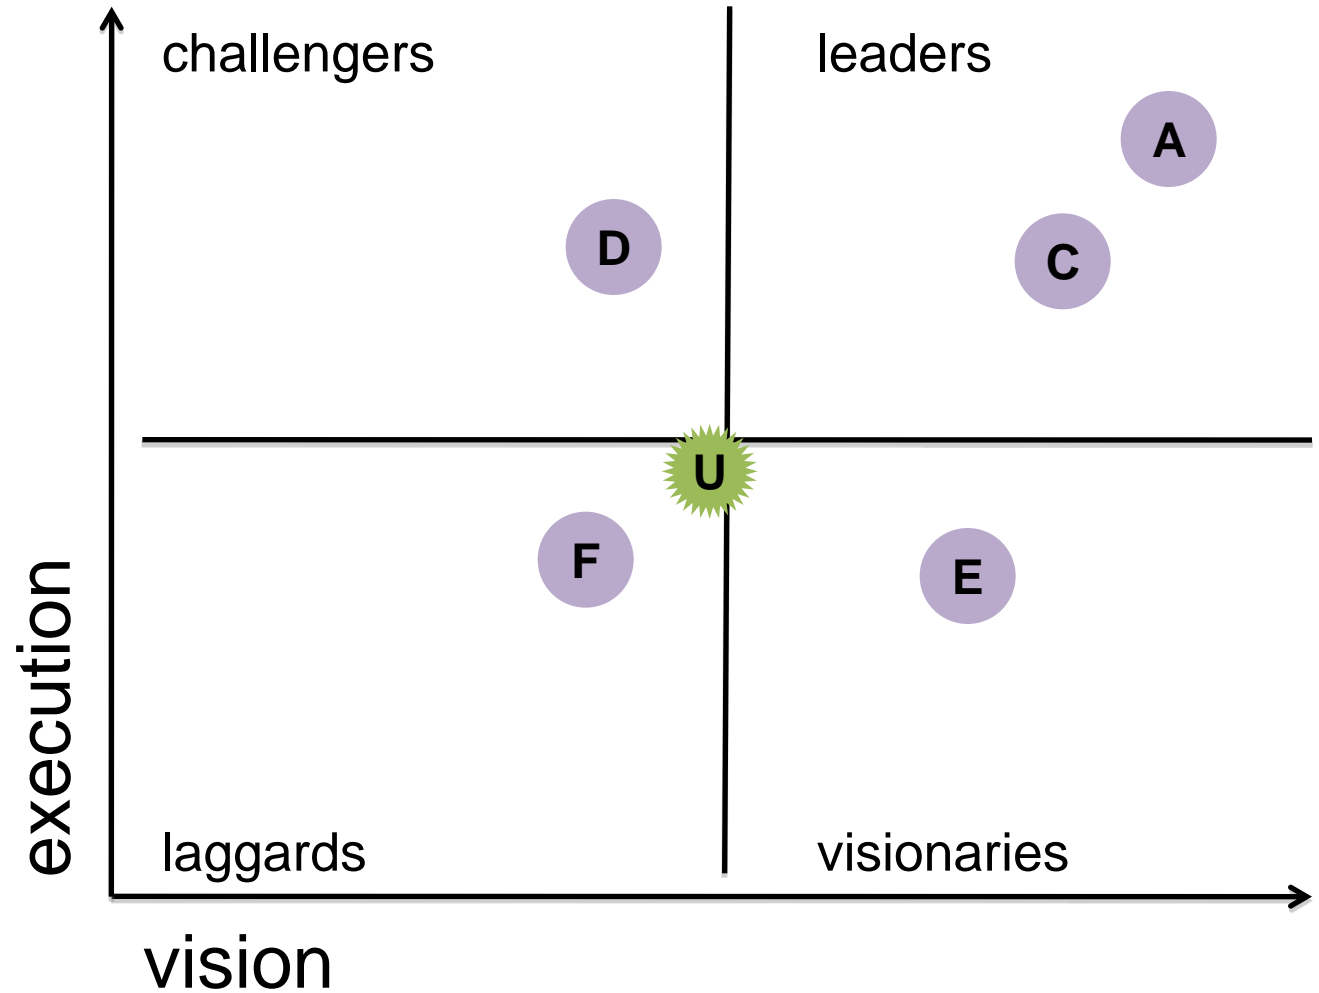 challengers
leaders
A
D
C
U
F
E
execution
laggards
visionaries
vision